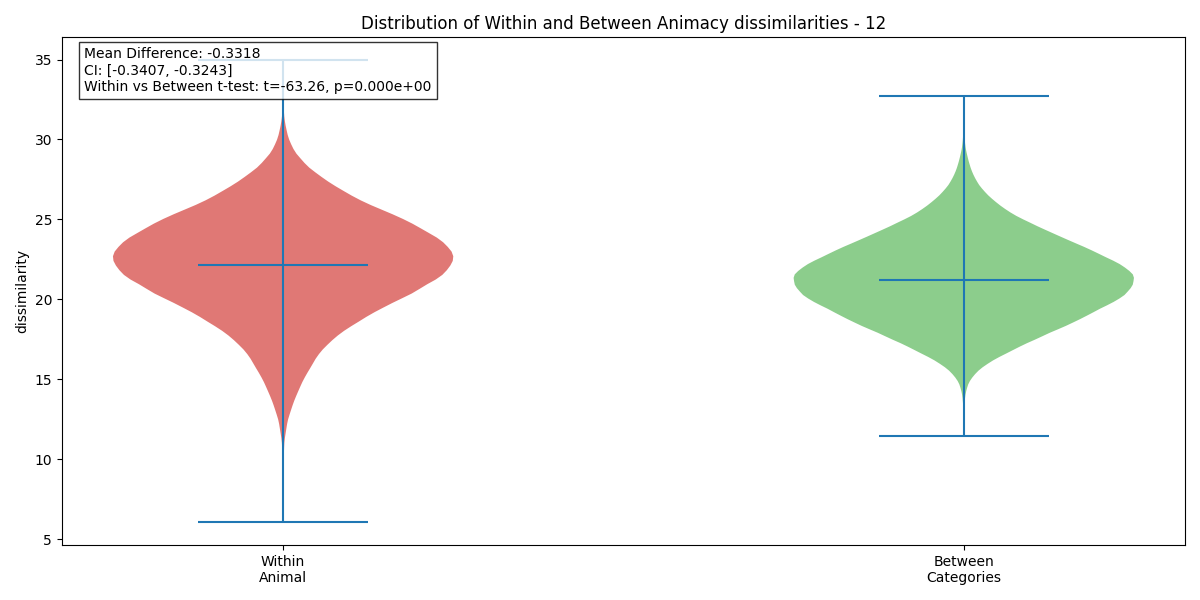 Distribution of Within and Between Animacy dissimilarities - 12
Mean Difference: -0.3318
CI: [-0.3407, -0.3243]
Within vs Between t-test: t=-63.26, p=0.000e+00
dissimilarity
35
30
25
20
15
10
5
Within
Animal
Between
Categories